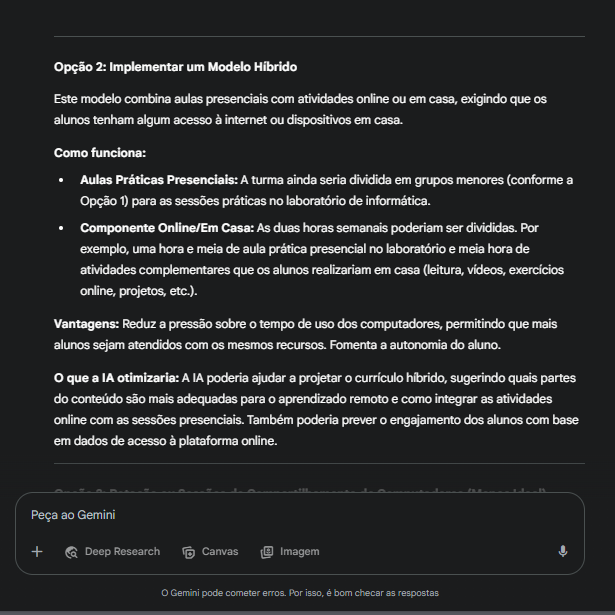 Opção 2: Implementar um Modelo Híbrido
Este modelo combina aulas presenciais com atividades online ou em casa, exigindo que os
alunos tenham algum acesso à internet ou dispositivos em casa.
Como funciona:
• Aulas Práticas Presenciais: A turma ainda seria dividida em grupos menores (conforme a
Opção 1) para as sessões práticas no laboratório de informática.
• Componente Online/Em Casa: As duas horas semanais poderiam ser divididas. Por
exemplo, uma hora e meia de aula prática presencial no laboratório e meia hora de
atividades complementares que os alunos realizariam em casa (leitura, vídeos, exercícios
online, projetos, etc.).
Vantagens: Reduz a pressão sobre o tempo de uso dos computadores, permitindo que mais
alunos sejam atendidos com os mesmos recursos. Fomenta a autonomia do aluno.
O que a IA otimizaria: A IA poderia ajudar a projetar o currículo híbrido, sugerindo quais partes
do conteúdo são mais adequadas para o aprendizado remoto e como integrar as atividades
online com as sessões presenciais. Também poderia prever o engajamento dos alunos com base
em dados de acesso à plataforma online.
Peça ao Gemini
Deep Research Canvas Imagem
O Gemini pode cometer erros. Por isso, é bom checar as respostas